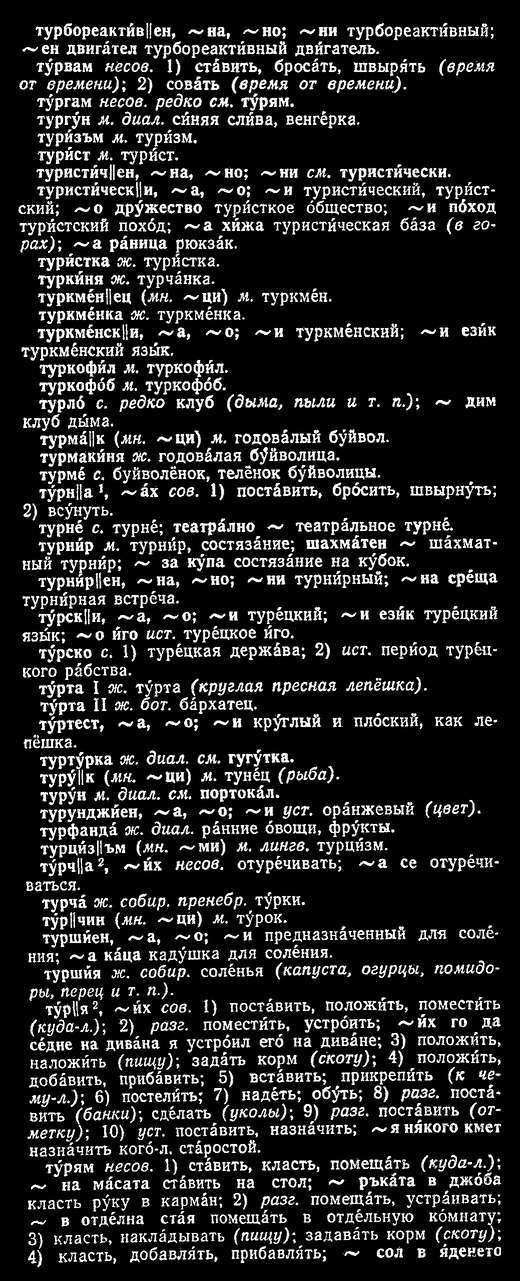 турбореакти́в||ен, ~на, ~но; ~ни турбореакти́вный;
~ен двига́тел турбореакти́вный дви́гатель.
ту́рвам несов. 1) ста́вить, броса́ть, швыря́ть (время
от времени); 2) сова́ть (время от времени).
ту́ргам несов. редко см. ту́рям.
тургу́н м. диал. си́няя сли́ва, венге́рка.
тури́зъм м. тури́зм.
тури́ст м. тури́ст.
туристи́ч||ен, ~на, ~но; ~ни см. туристи́чески.
туристи́ческ||и, ~а, ~о; ~и туристи́ческий, тури́ст-
ский; ~о дру́жество тури́сткое о́бщество; ~и по́ход
тури́стский похо́д; ~а хи́жа туристи́ческая ба́за (в го-
рах); ~а ра́ница рюкза́к.
тури́стка ж. тури́стка.
турки́ня ж. турча́нка.
туркме́н||ец (мн. ~ци) м. туркме́н.
туркме́нка ж. туркме́нка.
туркме́нск||и, ~а, ~о; ~и туркме́нский; ~и ези́к
туркме́нский язы́к.
туркофи́л м. туркофи́л.
туркофо́б м. туркофо́б.
турло́ с. редко клуб (дыма, пыли и т. п.); ~ дим
клуб ды́ма.
турма́||к (мн. ~ци) м. годова́лый бу́йвол.
турмаки́ня ж. годова́лая бу́йволица.
турме́ с. буйволёнок, телёнок бу́йволицы.
ту́рн||а ¹, ~ах сов. 1) поста́вить, бро́сить, швырну́ть;
2) всу́нуть.
турне́ с. турне́; театра́лно ~ театра́льное турне́.
турни́р м. турни́р, состяза́ние; шахма́тен ~ ша́хмат-
ный турни́р; ~ за ку́па состяза́ние на ку́бок.
турни́р||ен, ~на, ~но; ~ни турни́рный; ~на сре́ща
турни́рная встре́ча.
ту́рск||и, ~а, ~о; ~и туре́цкий; ~и ези́к туре́цкий
язы́к; ~о и́го ист. туре́цкое и́го.
ту́рско с. 1) туре́цкая держа́ва; 2) ист. пери́од туре́ц-
кого ра́бства.
ту́рта I ж. ту́рта (круглая пресная лепёшка).
ту́рта II ж. бот. ба́рхатец.
ту́ртест, ~а, ~о; ~и кру́глый и пло́ский, как ле-
пёшка.
турту́рка ж. диал. см. гугу́тка.
туру́||к (мн. ~ци) м. туне́ц (рыба).
туру́н м. диал. см. портока́л.
турунджи́ен, ~а, ~о; ~и уст. ора́нжевый (цвет).
турфанда́ ж. диал. ра́нние о́вощи, фру́кты.
турци́з||ъм (мн. ~ми) м. лингв. турци́зм.
ту́рч||а ², ~и́х несов. отуре́чивать; ~а се отуре́чи-
ваться.
турча́ ж. собир. пренебр. ту́рки.
ту́р||чин (мн. ~ци) м. ту́рок.
турши́ен, ~а, ~о; ~и предназна́ченный для соле́-
ния; ~а ка́ца каду́шка для соле́ния.
турши́я ж. собир. соле́нья (капуста, огурцы, помидо-
ры, перец и т. п.).
ту́р||я ², ~и́х сов. 1) поста́вить, положи́ть, помести́ть
(куда-л.); 2) разг. помести́ть, устро́ить; ~и́х го да
се́дне на дива́на я устро́ил его́ на дива́не; 3) положи́ть,
наложи́ть (пищу); зада́ть корм (скоту); 4) положи́ть,
доба́вить, приба́вить; 5) вста́вить; прикрепи́ть (к че-
му-л.); 6) постели́ть; 7) наде́ть; обу́ть; 8) разг. поста́-
вить (банки); сде́лать (уколы); 9) разг. поста́вить (от-
метку); 10) уст. поста́вить, назна́чить; ~я ня́кого кмет
назна́чить кого́-л. ста́ростой.
ту́рям несов. 1) ста́вить, класть, помеща́ть (куда-л.);
~ на ма́сата ста́вить на стол; ~ ръка́та в джо́ба
класть ру́ку в карма́н; 2) разг. помеща́ть, устра́ивать;
~ в отде́лна ста́я помеща́ть в отде́льную ко́мнату;
3) класть, накла́дывать (пищу); задава́ть корм (скоту);
4) класть, добавля́ть, прибавля́ть; ~ сол в я́денето